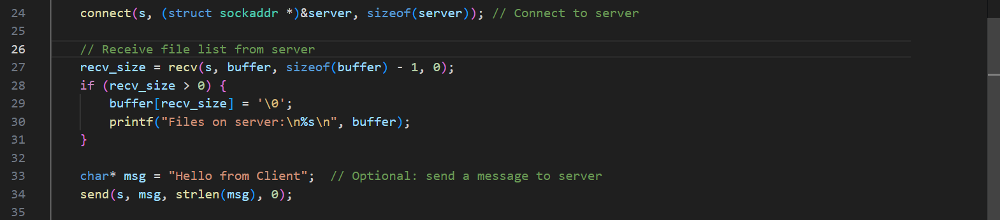 24 connect(s, (struct sockaddr *)&server, sizeof(server)); // Connect to server
25
26 // Receive file list from server
27 recv_size = recv(s, buffer, sizeof(buffer) - 1, 0);
28 if (recv_size > 0) {
29 buffer[recv_size] = '\0';
30 printf("Files on server:\n%s\n", buffer);
31 }
32
33 char* msg = "Hello from Client";  // Optional: send a message to server
34 send(s, msg, strlen(msg), 0);
35